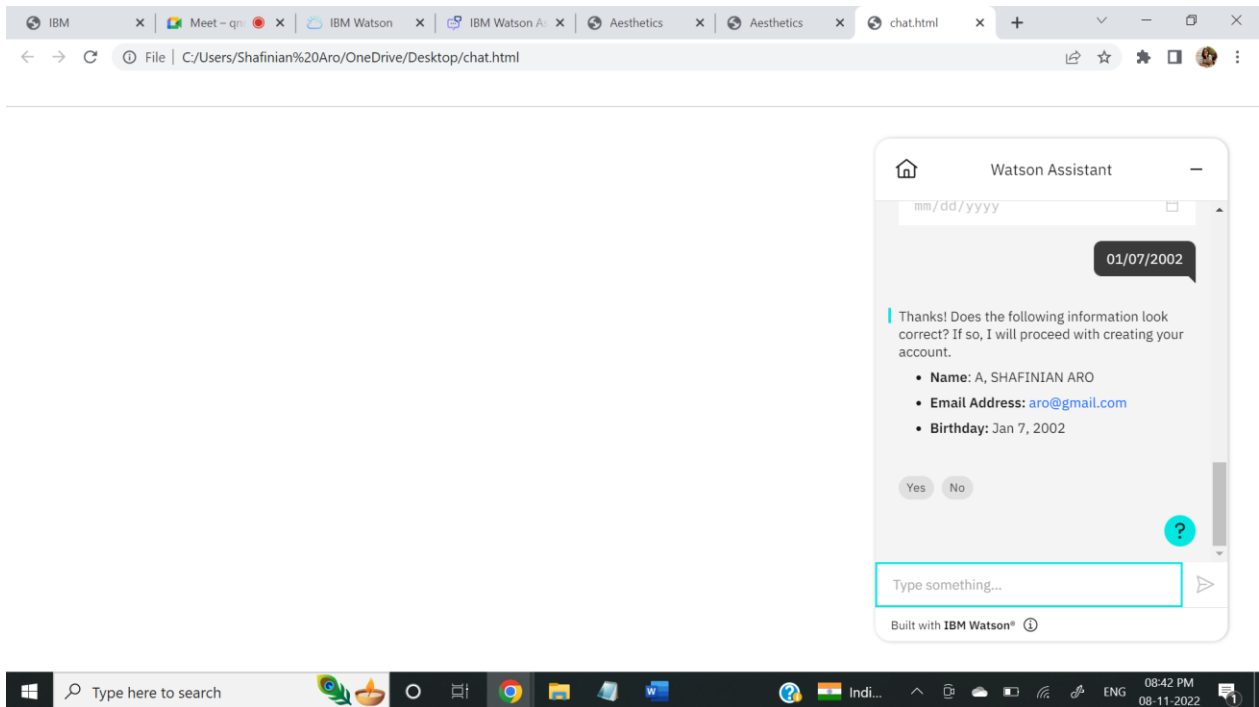 IBM
Meet – qn
IBM Watson
IBM Watson As
Aesthetics
Aesthetics
chat.html
File | C:/Users/Shafinian%20Aro/OneDrive/Desktop/chat.html
Watson Assistant
mm/dd/yyyy
01/07/2002
Thanks! Does the following information look
correct? If so, I will proceed with creating your
account.
• Name: A, SHAFINIAN ARO
• Email Address: aro@gmail.com
• Birthday: Jan 7, 2002
Yes No
?
Type something...
Built with IBM Watson®
Type here to search
Indi...
ENG
08:42 PM
08-11-2022
1